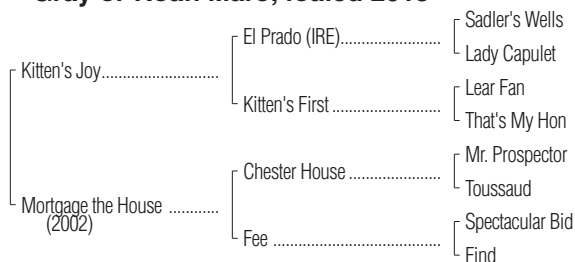 Sadler's Wells
El Prado (IRE)
Lady Capulet
Kitten's Joy
Lear Fan
Kitten's First
That's My Hon
Mr. Prospector
Chester House
Toussaud
Mortgage the House
(2002)
Spectacular Bid
Fee
Find